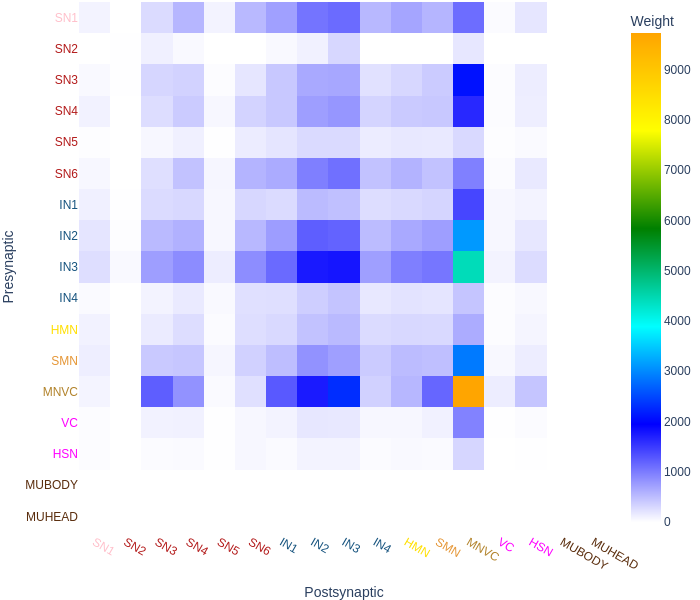 Weight
SN1
SN2
SN3
SN4
SN5
SN6
IN1
IN2
IN3
IN4
HMN
SMN
MNVC
VC
HSN
MUBODY
MUHEAD
Presynaptic
9000
8000
7000
6000
5000
4000
3000
2000
1000
0
SN1 SN2 SN3 SN4 SN5 SN6 IN1 IN2 IN3 IN4 HMN SMN MNVC VC HSN MUBODY MUHEAD
Postsynaptic